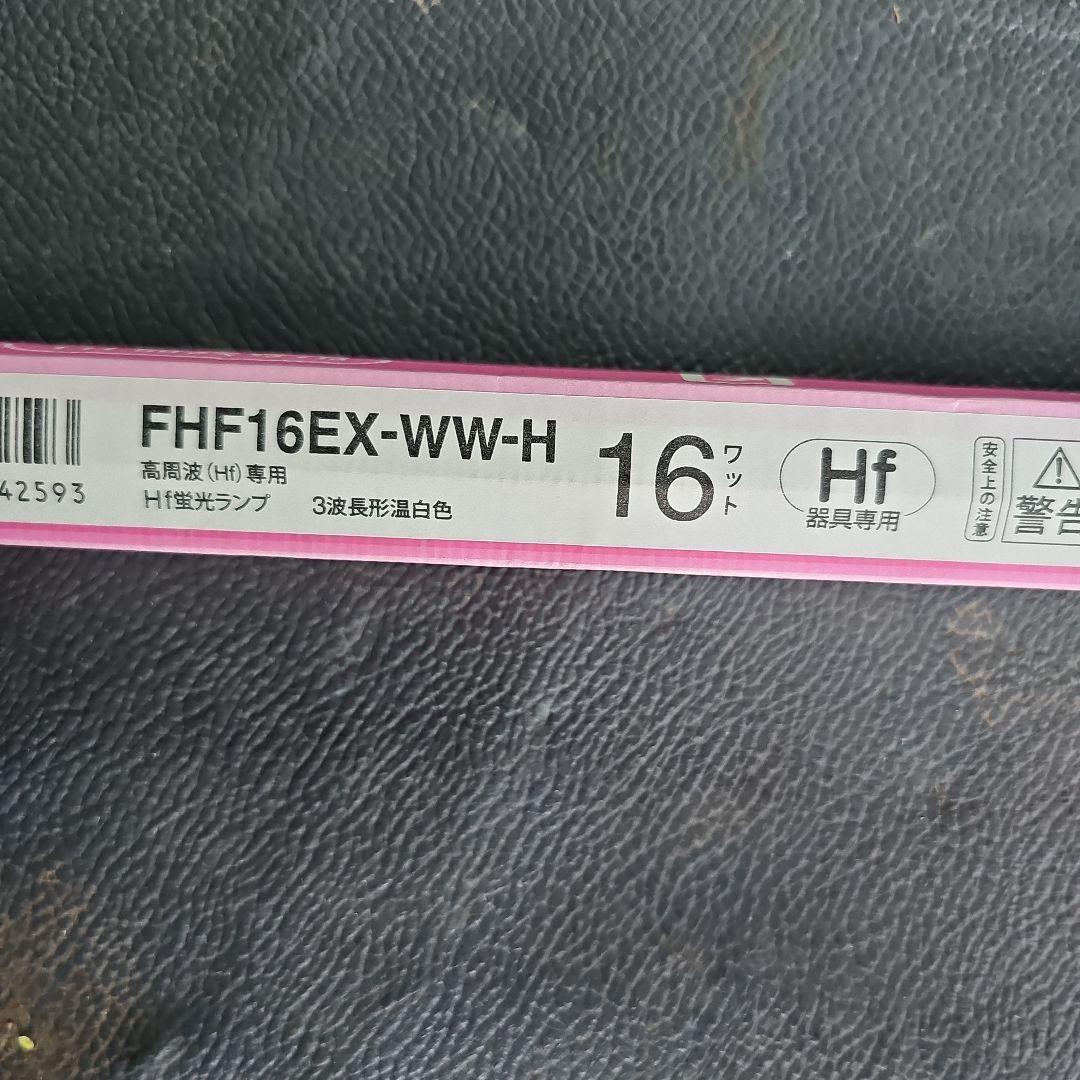 FHF16EX-WW-H
高周波(Hf)専用
Hf蛍光ランプ 3波長形温白色
42593
16ワット
Hf
器具専用
安全上の注意
警告